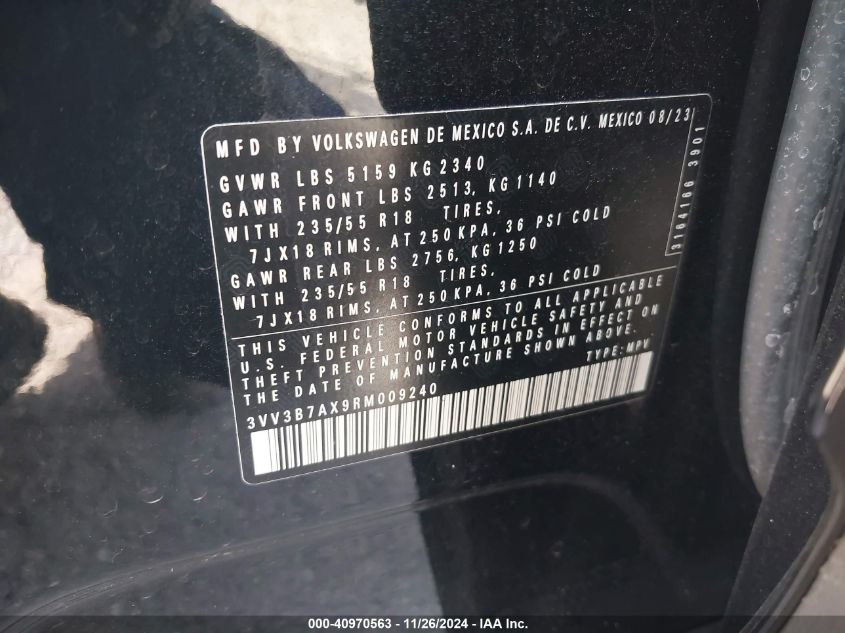 MFD BY VOLKSWAGEN DE MEXICO S.A. DE C.V. MEXICO 08/23
GVWR LBS 5159 KG 2340
GAWR FRONT LBS 2513, KG 1140
WITH 235/55 R18 TIRES,
7JX18 RIMS, AT 250 KPA, 36 PSI COLD
GAWR REAR LBS 2756, KG 1250
WITH 235/55 R18 TIRES,
7JX18 RIMS, AT 250 KPA, 36 PSI COLD
3164166 3901
THIS VEHICLE CONFORMS TO ALL APPLICABLE
U.S. FEDERAL MOTOR VEHICLE SAFETY AND
THEFT PREVENTION STANDARDS IN EFFECT ON
THE DATE OF MANUFACTURE SHOWN ABOVE.
3VV3B7AX9RM009240 TYPE: MPV
000-40970563 - 11/26/2024 - IAAI.com.